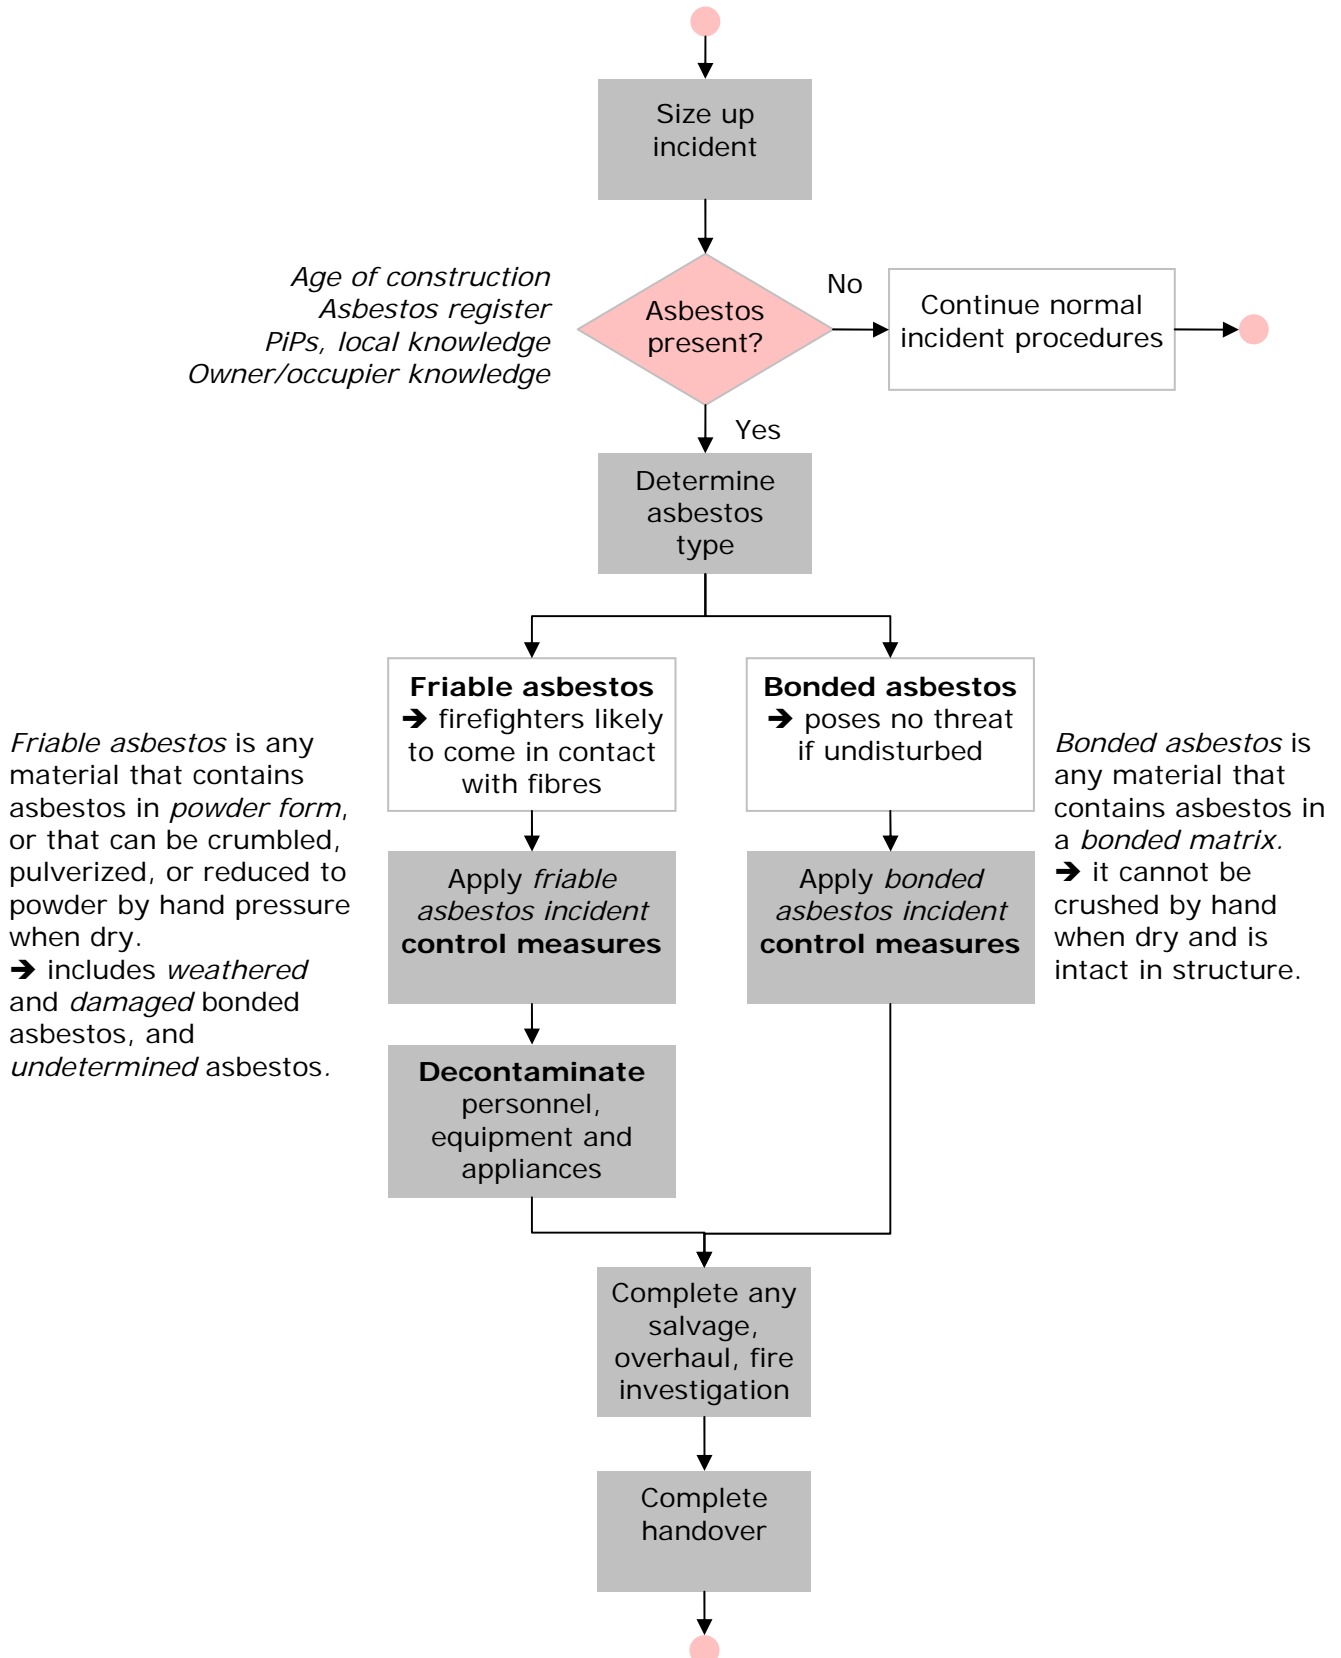 Size up
incident
Age of construction
Asbestos register
PiPs, local knowledge
Owner/occupier knowledge
Asbestos
present?
No
Continue normal
incident procedures
Yes
Determine
asbestos
type
Friable asbestos
➔ firefighters likely
to come in contact
with fibres
Bonded asbestos
➔ poses no threat
if undisturbed
Friable asbestos is any
material that contains
asbestos in powder form,
or that can be crumbled,
pulverized, or reduced to
powder by hand pressure
when dry.
➔ includes weathered
and damaged bonded
asbestos, and
undetermined asbestos.
Bonded asbestos is
any material that
contains asbestos in
a bonded matrix.
➔ it cannot be
crushed by hand
when dry and is
intact in structure.
Apply friable
asbestos incident
control measures
Apply bonded
asbestos incident
control measures
Decontaminate
personnel,
equipment and
appliances
Complete any
salvage,
overhaul, fire
investigation
Complete
handover